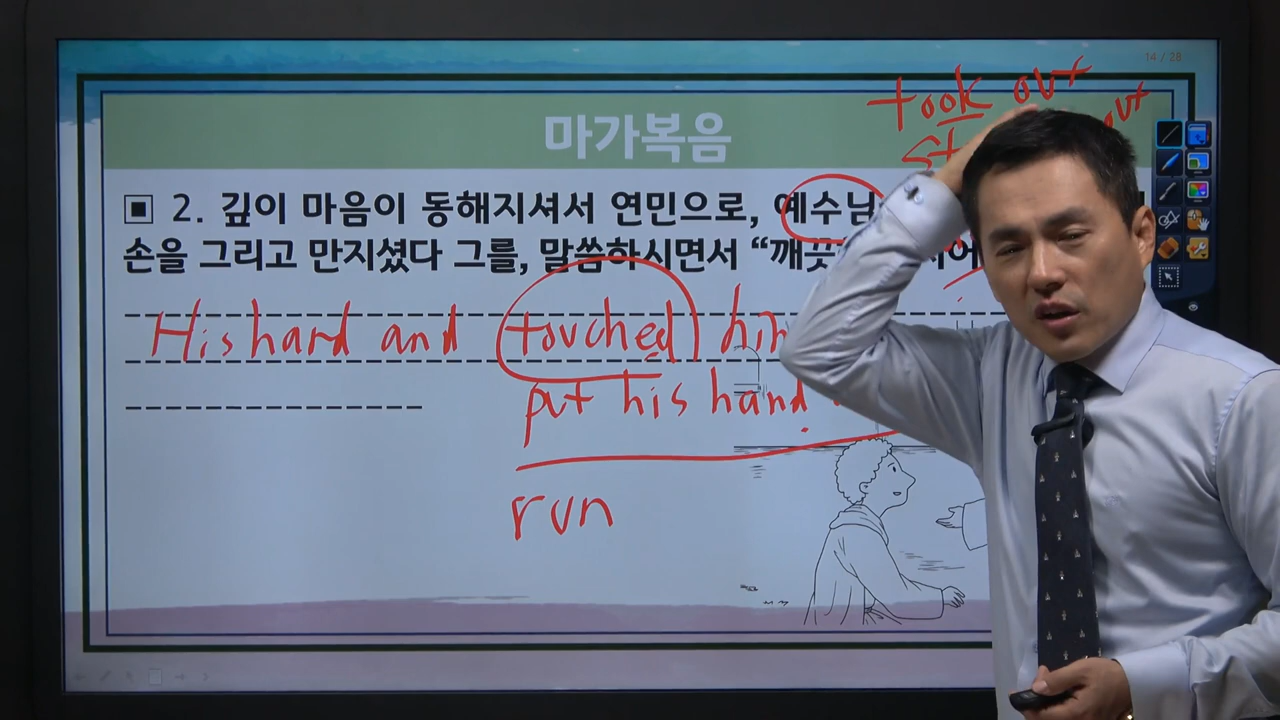 14 / 28
took out
out
마가복음
▣ 2. 깊이 마음이 동해지셔서 연민으로, 예수님
손을 그리고 만지셨다 그를, 말씀하시면서 “깨끗
His hard and touched him
put his hand
run